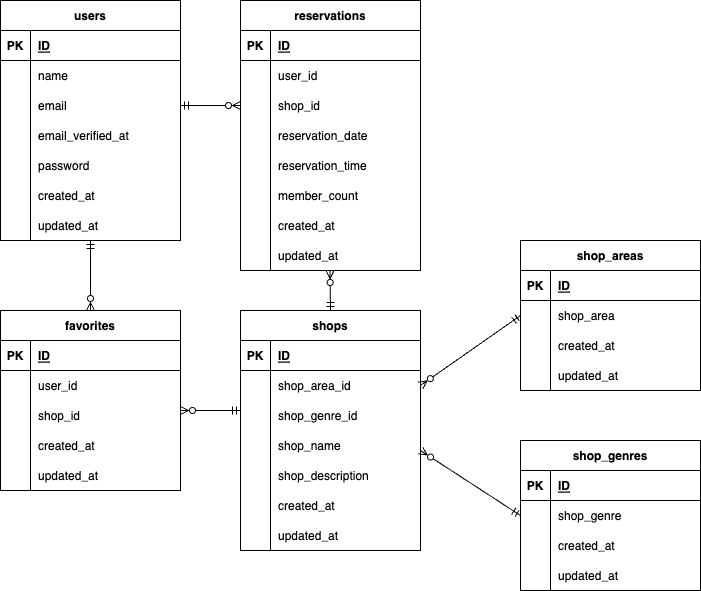 users
PK ID
name
email
email_verified_at
password
created_at
updated_at
reservations
PK ID
user_id
shop_id
reservation_date
reservation_time
member_count
created_at
updated_at
favorites
PK ID
user_id
shop_id
created_at
updated_at
shops
PK ID
shop_area_id
shop_genre_id
shop_name
shop_description
created_at
updated_at
shop_areas
PK ID
shop_area
created_at
updated_at
shop_genres
PK ID
shop_genre
created_at
updated_at